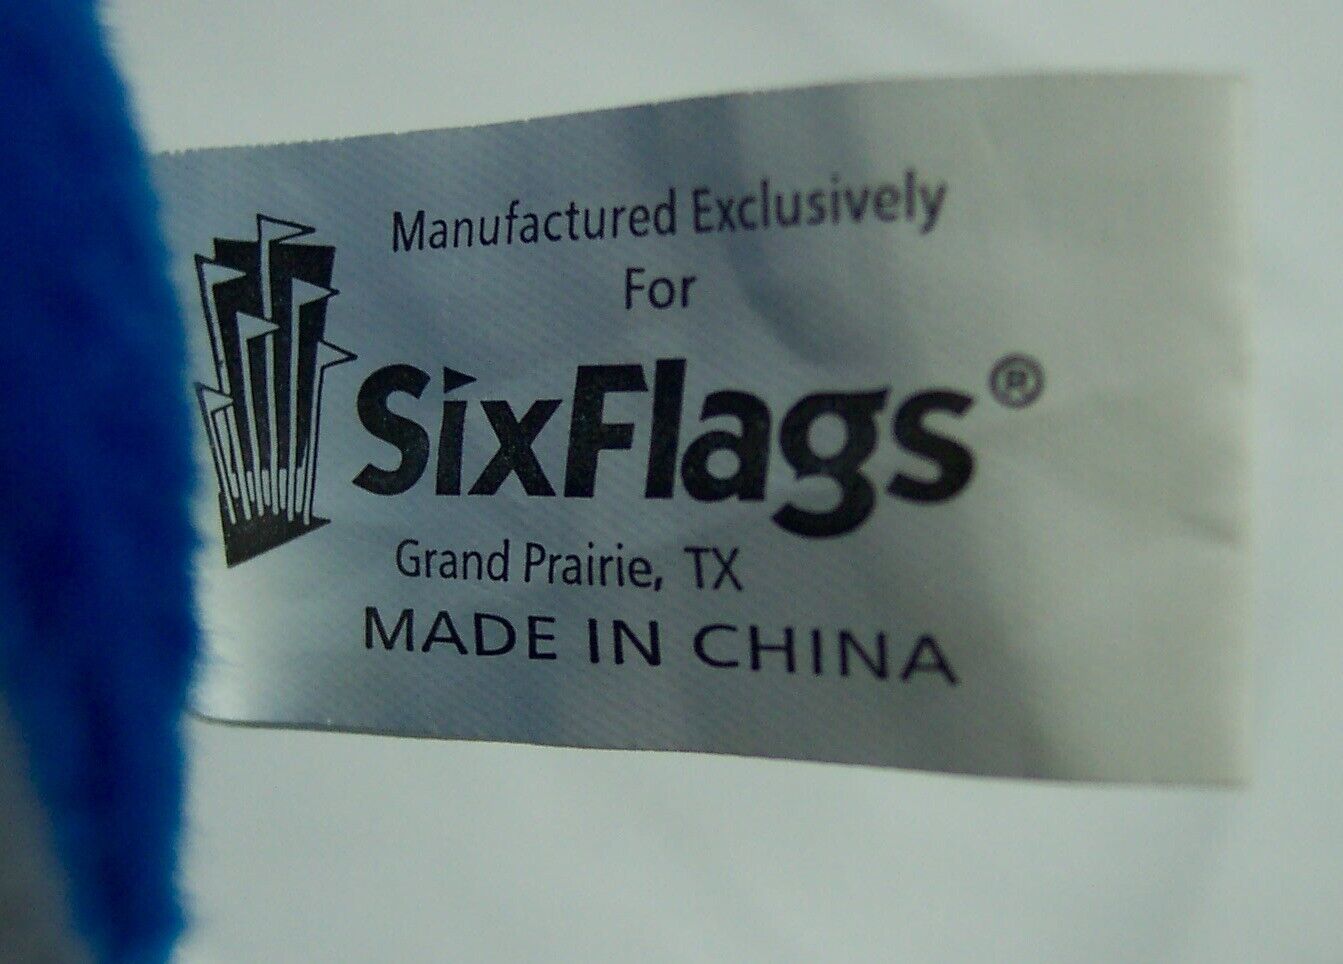 Manufactured Exclusively
For
SixFlags®
Grand Prairie, TX
MADE IN CHINA